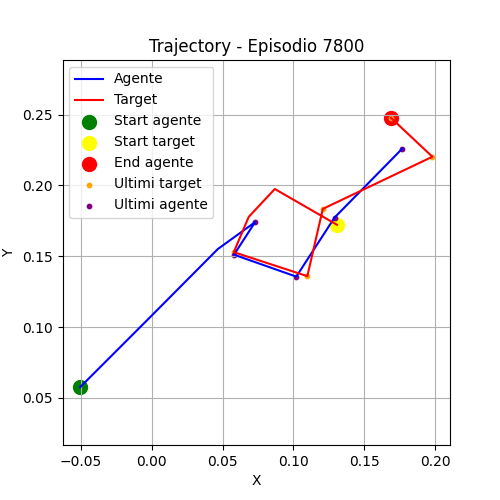 Trajectory - Episodio 7800
Agente
Target
Start agente
Start target
End agente
Ultimi target
Ultimi agente
0.25
0.20
0.15
0.10
0.05
Y
−0.05
0.00
0.05
0.10
0.15
0.20
X